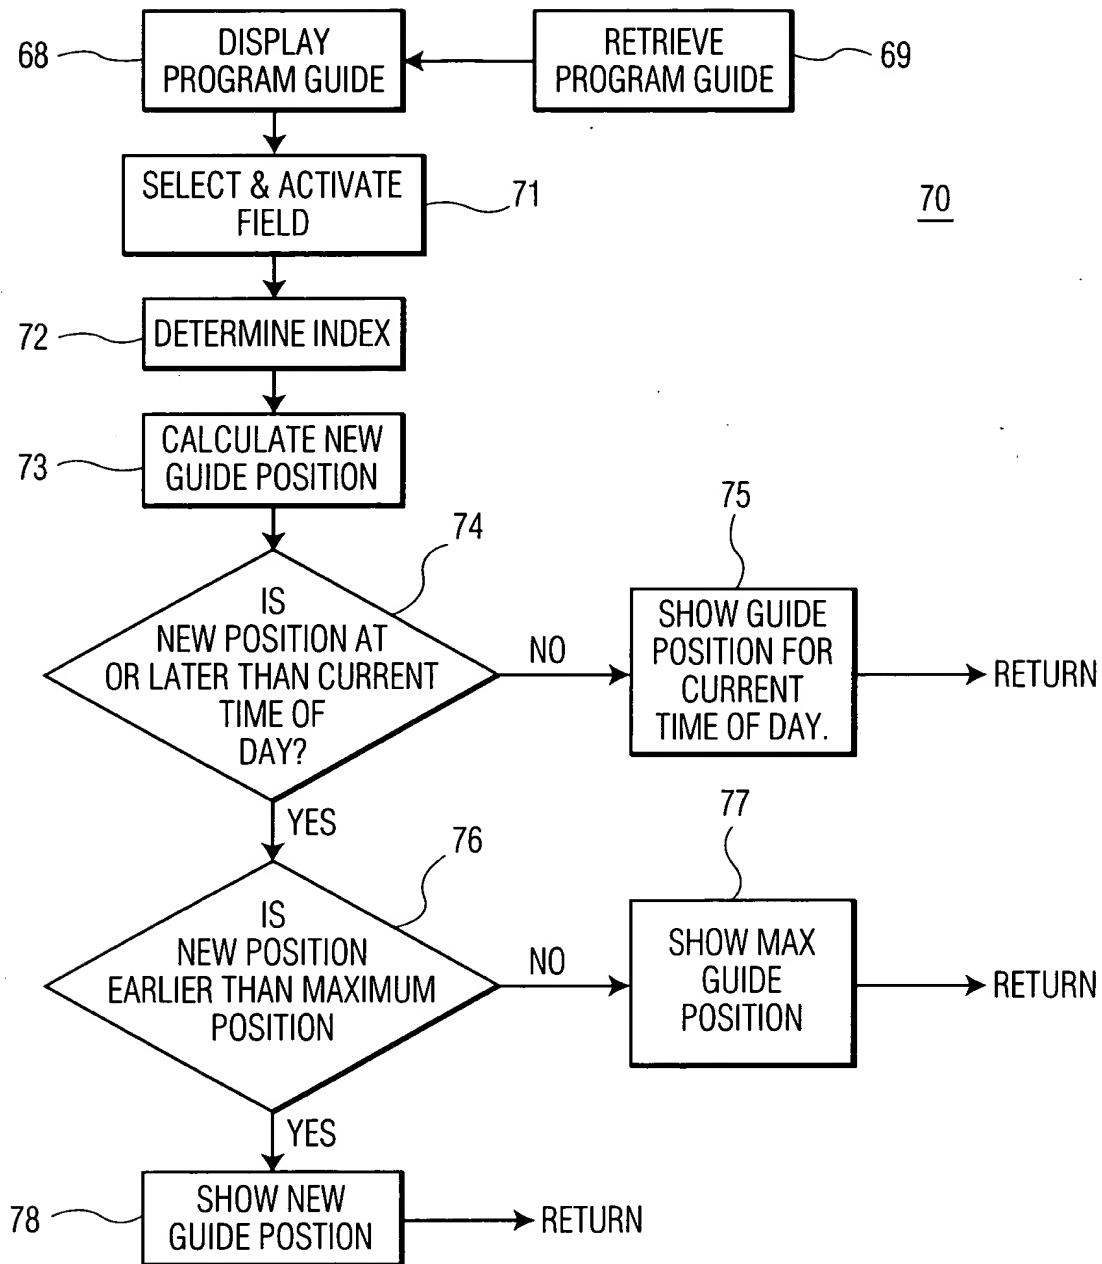 68
DISPLAY
PROGRAM GUIDE
RETRIEVE
PROGRAM GUIDE
69
SELECT & ACTIVATE
FIELD
71
70
72
DETERMINE INDEX
73
CALCULATE NEW
GUIDE POSITION
74
IS
NEW POSITION AT
OR LATER THAN CURRENT
TIME OF
DAY?
NO
75
SHOW GUIDE
POSITION FOR
CURRENT
TIME OF DAY.
RETURN
YES
76
IS
NEW POSITION
EARLIER THAN MAXIMUM
POSITION
NO
77
SHOW MAX
GUIDE
POSITION
RETURN
YES
78
SHOW NEW
GUIDE POSTION
RETURN